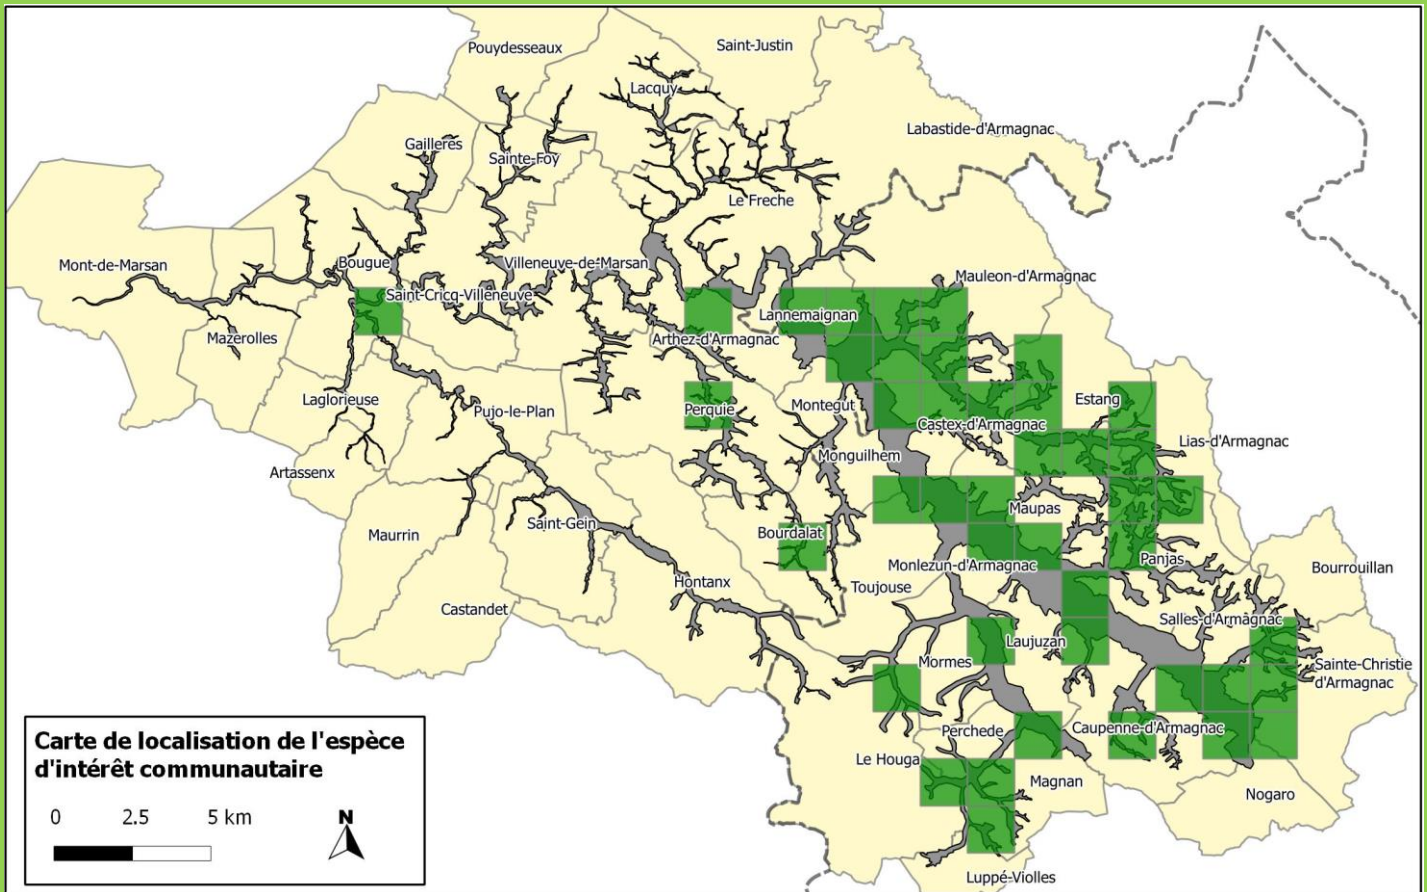 Pouydesseaux
Saint-Justin
Lacquy
Labastide-d'Armagnac
Gailleres
Sainte-Foy
Le Freche
Mont-de-Marsan
Bougue
Villeneuve-de-Marsan
Mauleon-d'Armagnac
Saint-Cricq-Villeneuve
Lannemaignan
Mazerolles
Arthez-d'Armagnac
Laglorieuse
Pujo-le-Plan
Perquie
Montegut
Estang
Castex-d'Armagnac
Lias-d'Armagnac
Artassenx
Monguilhem
Maupas
Maurrin
Saint-Gein
Bourdalat
Monlezun-d'Armagnac
Panjas
Bourrouillan
Hontanx
Toujouse
Castandet
Salles-d'Armagnac
Laujuzan
Mormes
Sainte-Christie
d'Armagnac
Perchede
Caupenne-d'Armagnac
Le Houga
Magnan
Nogaro
Luppé-Violles
Carte de localisation de l'espèce
d'intérêt communautaire
0 2.5 5 km
N